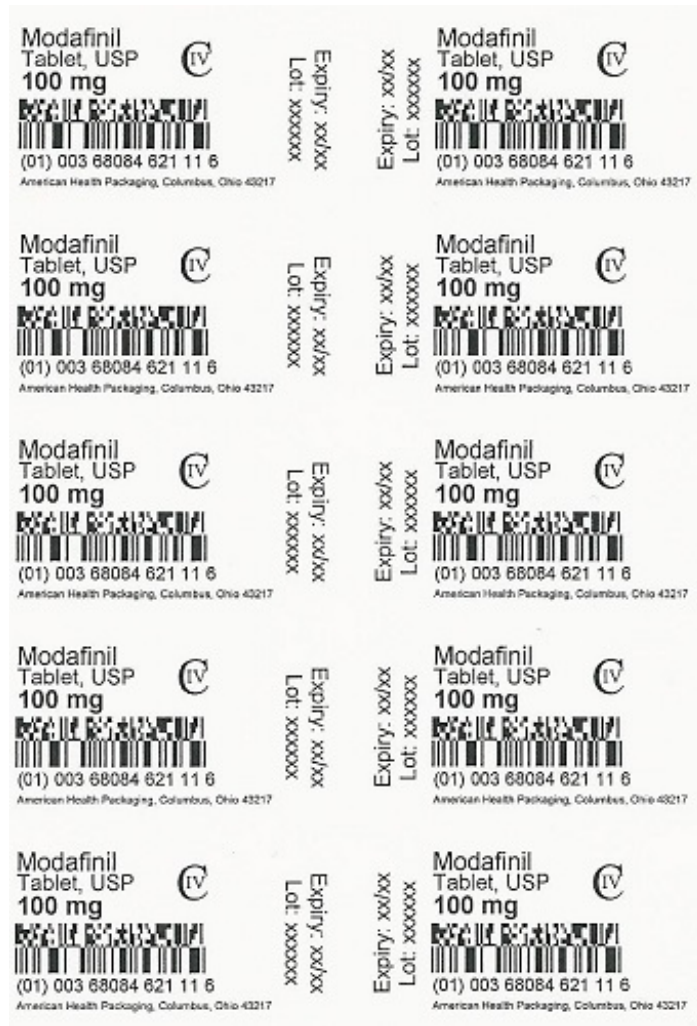 Modafinil
Tablet, USP
100 mg
CIV
(01) 003 68084 621 11 6
American Health Packaging, Columbus, Ohio 43217
Expiry: xx/xx
Lot: xxxxxx
Expiry: xx/xx
Lot: xxxxxx
Modafinil
Tablet, USP
100 mg
CIV
(01) 003 68084 621 11 6
American Health Packaging, Columbus, Ohio 43217
Modafinil
Tablet, USP
100 mg
CIV
(01) 003 68084 621 11 6
American Health Packaging, Columbus, Ohio 43217
Expiry: xx/xx
Lot: xxxxxx
Expiry: xx/xx
Lot: xxxxxx
Modafinil
Tablet, USP
100 mg
CIV
(01) 003 68084 621 11 6
American Health Packaging, Columbus, Ohio 43217
Modafinil
Tablet, USP
100 mg
CIV
(01) 003 68084 621 11 6
American Health Packaging, Columbus, Ohio 43217
Expiry: xx/xx
Lot: xxxxxx
Expiry: xx/xx
Lot: xxxxxx
Modafinil
Tablet, USP
100 mg
CIV
(01) 003 68084 621 11 6
American Health Packaging, Columbus, Ohio 43217
Modafinil
Tablet, USP
100 mg
CIV
(01) 003 68084 621 11 6
American Health Packaging, Columbus, Ohio 43217
Expiry: xx/xx
Lot: xxxxxx
Expiry: xx/xx
Lot: xxxxxx
Modafinil
Tablet, USP
100 mg
CIV
(01) 003 68084 621 11 6
American Health Packaging, Columbus, Ohio 43217
Modafinil
Tablet, USP
100 mg
CIV
(01) 003 68084 621 11 6
American Health Packaging, Columbus, Ohio 43217
Expiry: xx/xx
Lot: xxxxxx
Expiry: xx/xx
Lot: xxxxxx
Modafinil
Tablet, USP
100 mg
CIV
(01) 003 68084 621 11 6
American Health Packaging, Columbus, Ohio 43217